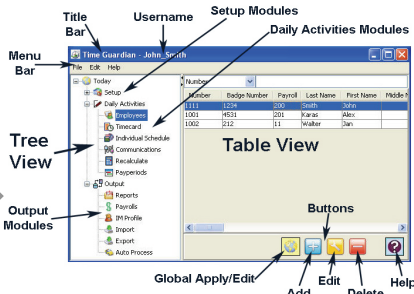 Setup Modules
Title Bar
Username
Daily Activities Modules
Menu Bar
Time Guardian - John_Smith
File Edit Help
Today
Setup
Daily Activities
Employees
Timecard
Individual Schedule
Communications
Recalculate
Payperiods
Output
Reports
Payrolls
IM Profile
Import
Export
Auto Process
Tree View
Output Modules
Number
Number Badge Number Payroll Last Name First Name Middle N
1111 1234 200 Smith John
1001 4531 201 Karas Alex
1002 212 11 Walter Jan
Table View
Buttons
Global Apply/Edit
Add
Edit
Delete
Help